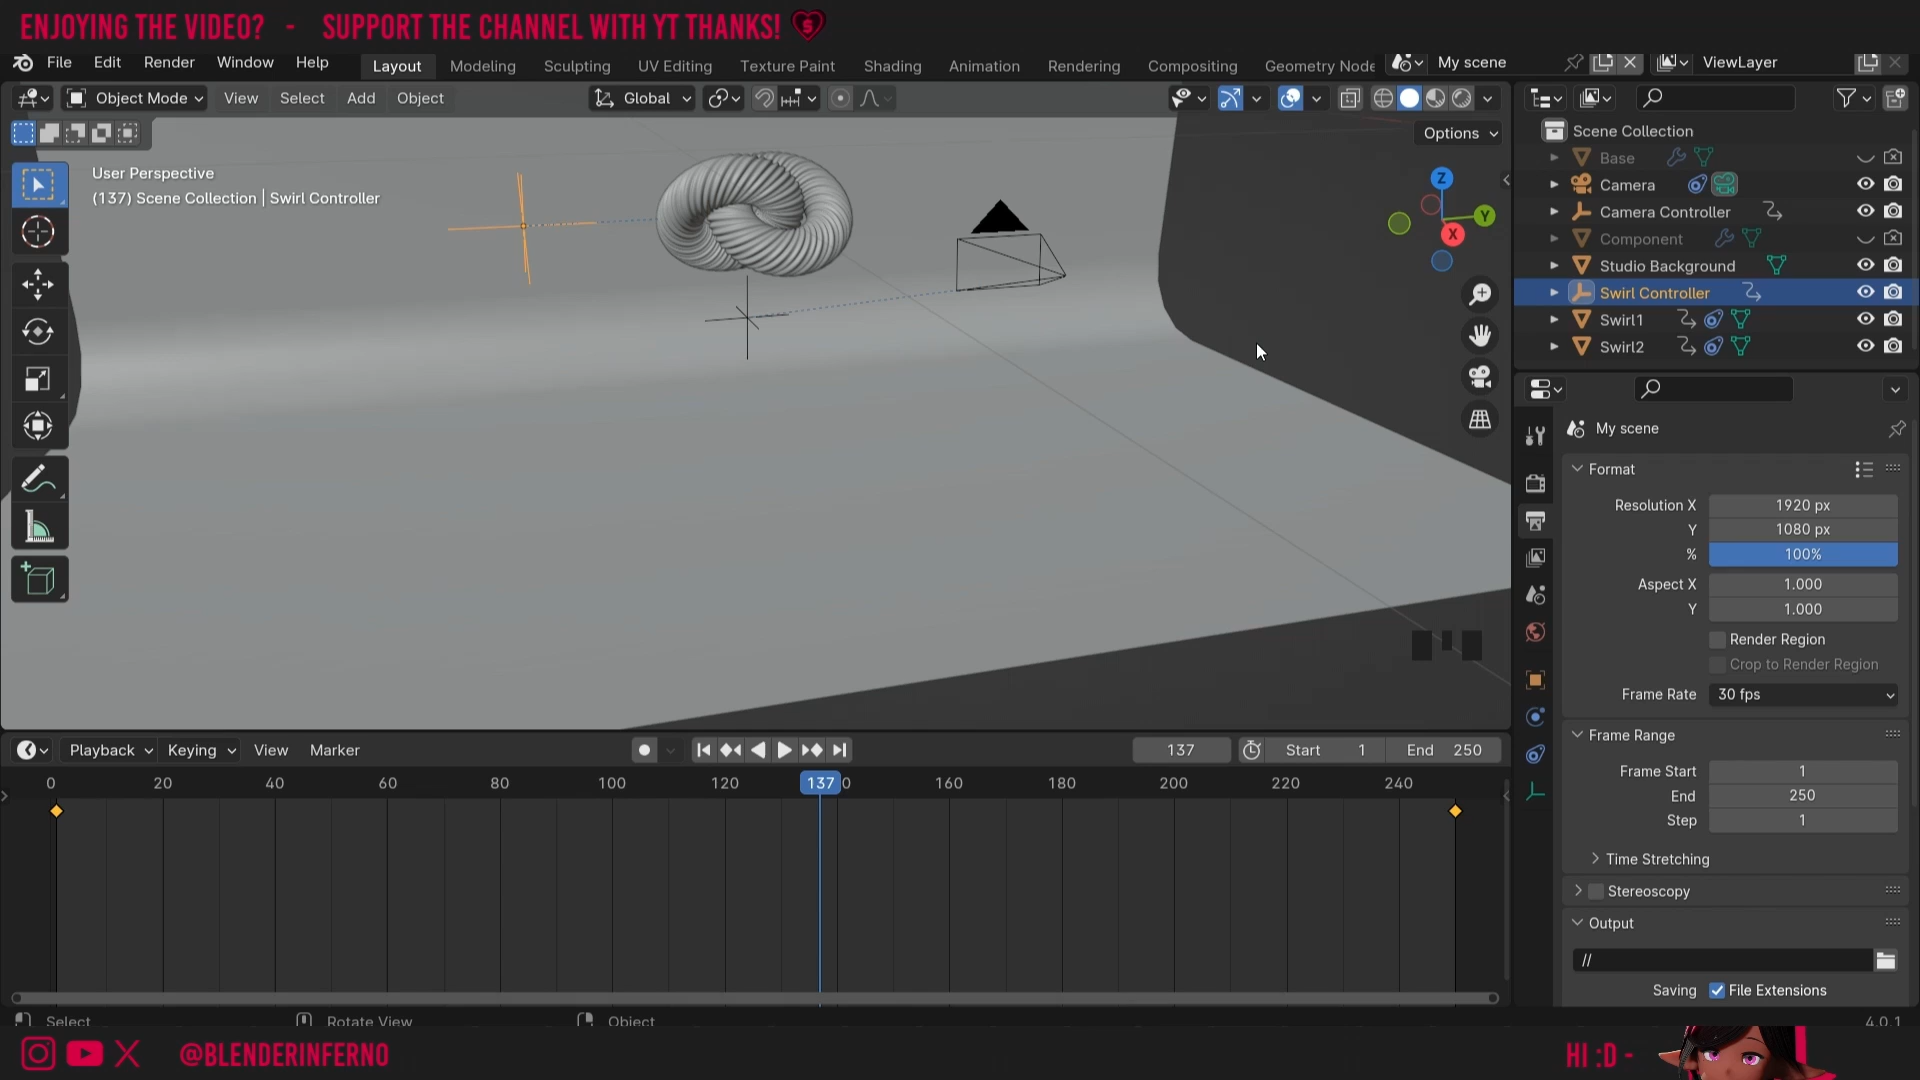 ENJOYING THE VIDEO? - SUPPORT THE CHANNEL WITH YT THANKS!
File Edit Render Window Help Layout Modeling Sculpting UV Editing Texture Paint Shading Animation Rendering Compositing Geometry Node My scene ViewLayer
Object Mode View Select Add Object Global
Options
User Perspective
(137) Scene Collection | Swirl Controller
Z
Y
X
Scene Collection
Base
Camera
Camera Controller
Component
Studio Background
Swirl Controller
Swirl1
Swirl2
My scene
Format
Resolution X 1920 px
Y 1080 px
% 100%
Aspect X 1.000
Y 1.000
Render Region
Crop to Render Region
Frame Rate 30 fps
Frame Range
Frame Start 1
End 250
Step 1
Time Stretching
Stereoscopy
Output
//
Saving File Extensions
Playback Keying View Marker 137 Start 1 End 250
0 20 40 60 80 100 120 137 0 160 180 200 220 240
Select Rotate View Object 4.0.1
@BLENDERINFERNO HI :D -